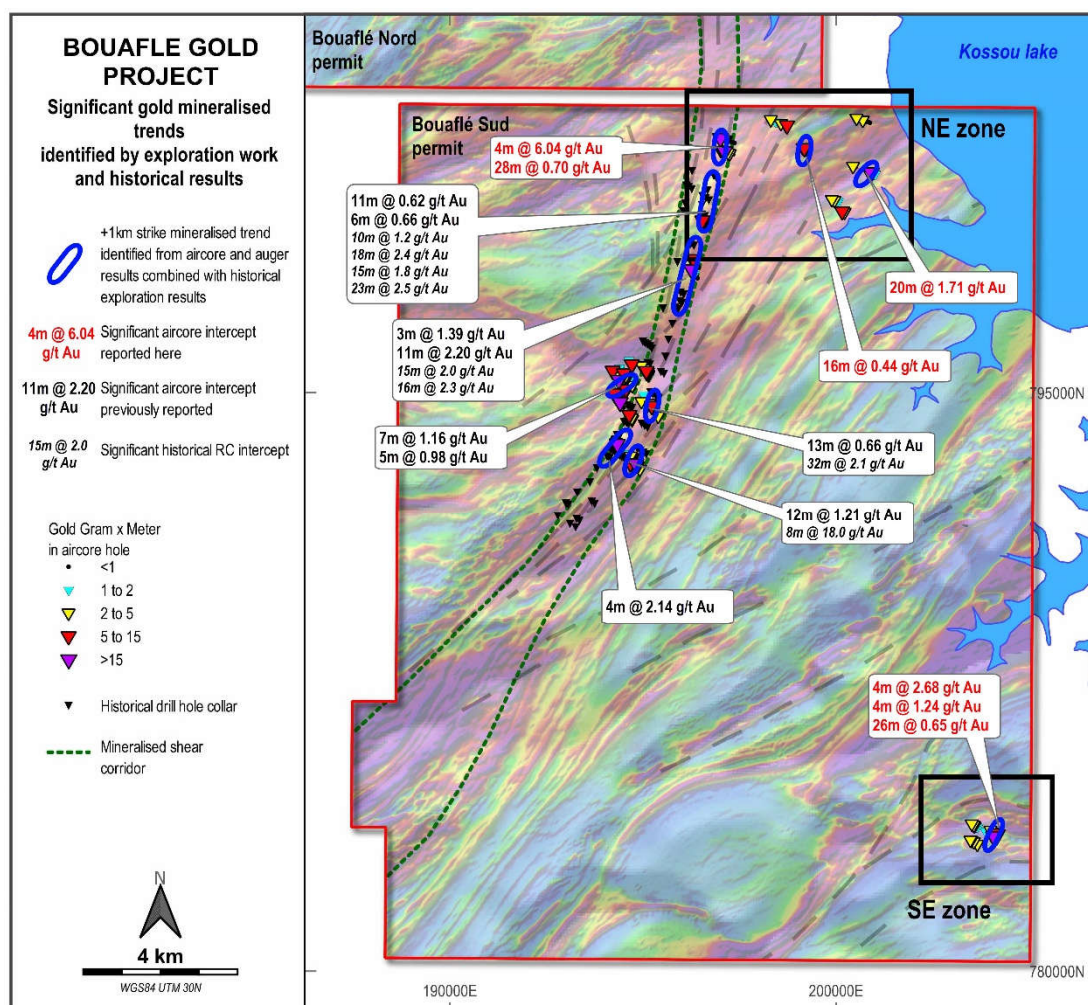 BOUAFLE GOLD
PROJECT
Significant gold mineralised
trends
identified by exploration work
and historical results
+1km strike mineralised trend
identified from aircore and auger
results combined with historical
exploration results
4m @ 6.04
g/t Au
Significant aircore intercept
reported here
11m @ 2.20
g/t Au
Significant aircore intercept
previously reported
15m @ 2.0
g/t Au
Significant historical RC intercept
Gold Gram x Meter
in aircore hole
<1
1 to 2
2 to 5
5 to 15
>15
Historical drill hole collar
Mineralised shear
corridor
N
4 km
WGS84 UTM 30N
Bouaflé Nord
permit
Kossou lake
Bouaflé Sud
permit
NE zone
4m @ 6.04 g/t Au
28m @ 0.70 g/t Au
11m @ 0.62 g/t Au
6m @ 0.66 g/t Au
10m @ 1.2 g/t Au
18m @ 2.4 g/t Au
15m @ 1.8 g/t Au
23m @ 2.5 g/t Au
20m @ 1.71 g/t Au
3m @ 1.39 g/t Au
11m @ 2.20 g/t Au
15m @ 2.0 g/t Au
16m @ 2.3 g/t Au
16m @ 0.44 g/t Au
795000N
7m @ 1.16 g/t Au
5m @ 0.98 g/t Au
13m @ 0.66 g/t Au
32m @ 2.1 g/t Au
12m @ 1.21 g/t Au
8m @ 18.0 g/t Au
4m @ 2.14 g/t Au
4m @ 2.68 g/t Au
4m @ 1.24 g/t Au
26m @ 0.65 g/t Au
SE zone
780000N
190000E
200000E